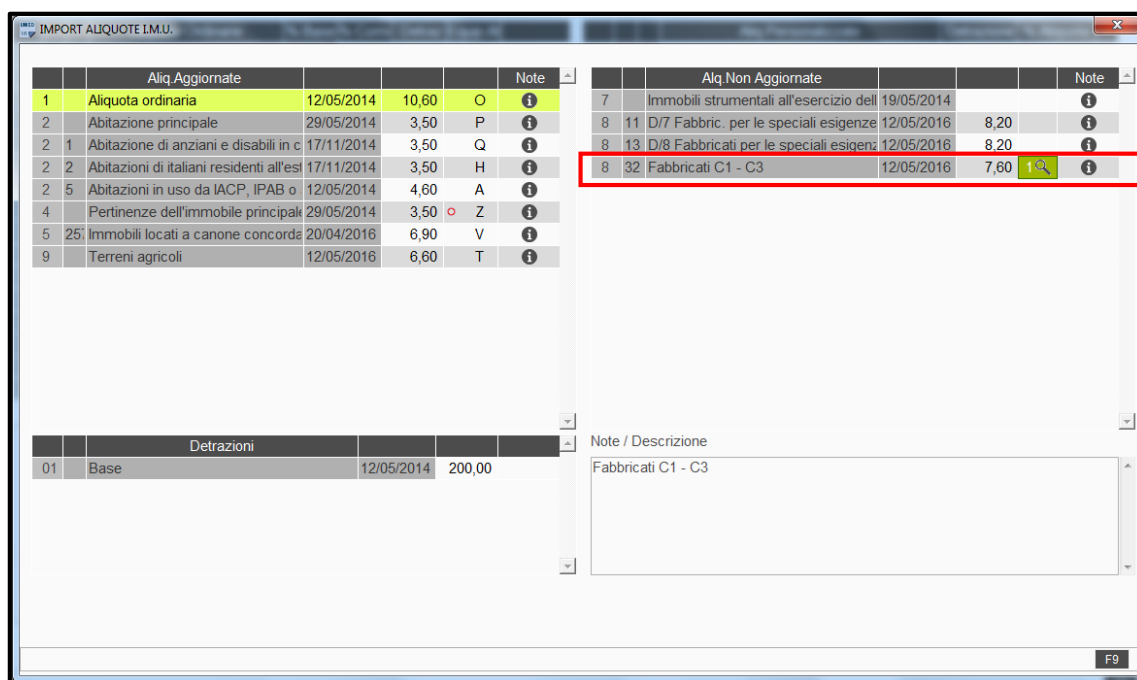 IMPORT ALIQUOTE I.M.U.
Aliq.Aggiornate Note
1 Aliquota ordinaria 12/05/2014 10,60 O
2 Abitazione principale 29/05/2014 3,50 P
2 1 Abitazione di anziani e disabili in c 17/11/2014 3,50 Q
2 2 Abitazioni di italiani residenti all'est 17/11/2014 3,50 H
2 5 Abitazioni in uso da IACP, IPAB o 12/05/2014 4,60 A
4 Pertinenze dell'immobile principale 29/05/2014 3,50 Z
5 257 Immobili locati a canone concorda 20/04/2016 6,90 V
9 Terreni agricoli 12/05/2016 6,60 T
Alq.Non Aggiornate Note
7 Immobili strumentali all'esercizio dell 19/05/2014
8 11 D/7 Fabbric. per le speciali esigenze 12/05/2016 8,20
8 13 D/8 Fabbricati per le speciali esigenz 12/05/2016 8,20
8 32 Fabbricati C1 - C3 12/05/2016 7,60 1
Detrazioni
01 Base 12/05/2014 200,00
Note / Descrizione
Fabbricati C1 - C3
F9